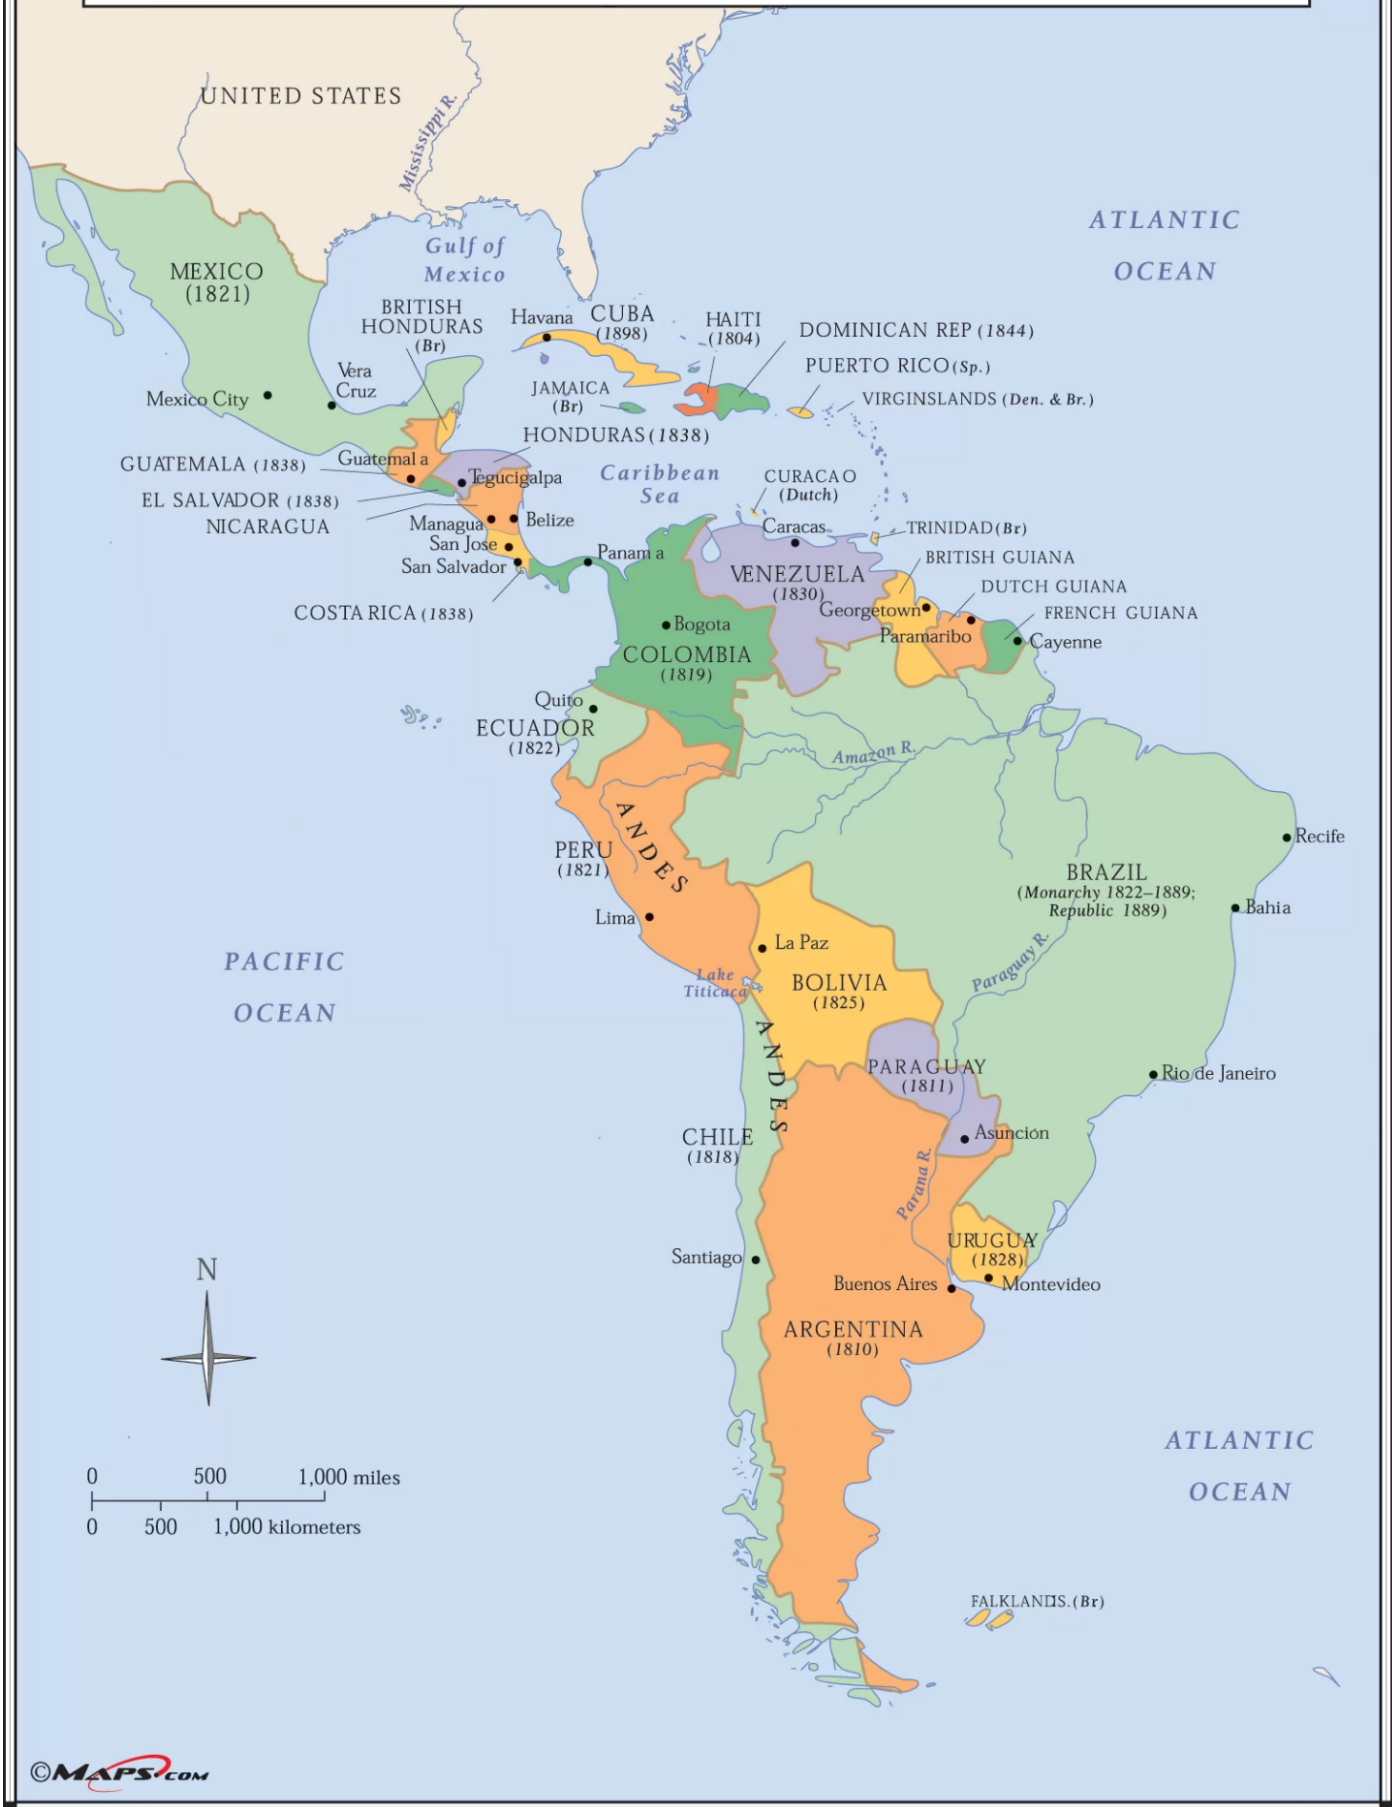 UNITED STATES
Mississippi R.
ATLANTIC
OCEAN
Gulf of
Mexico
MEXICO
(1821)
BRITISH
HONDURAS
(Br)
Havana
CUBA
(1898)
HAITI
(1804)
DOMINICAN REP (1844)
PUERTO RICO (Sp.)
VIRGINSLANDS (Den. & Br.)
Vera
Cruz
Mexico City
JAMAICA
(Br)
HONDURAS (1838)
GUATEMALA (1838)
Guatemal a
Tegucigalpa
Caribbean
Sea
CURACAO
(Dutch)
EL SALVADOR (1838)
NICARAGUA
Managua
Belize
San Jose
San Salvador
Panam a
Caracas
TRINIDAD (Br)
BRITISH GUIANA
VENEZUELA
(1830)
DUTCH GUIANA
COSTA RICA (1838)
Georgetown
FRENCH GUIANA
Bogota
Paramaribo
Cayenne
COLOMBIA
(1819)
Quito
ECUADOR
(1822)
Amazon R.
ANDES
PERU
(1821)
Recife
BRAZIL
(Monarchy 1822–1889;
Republic 1889)
Lima
Bahia
La Paz
PACIFIC
OCEAN
Lake
Titicaca
BOLIVIA
(1825)
Paraguay R.
ANDES
PARAGUAY
(1811)
Rio de Janeiro
CHILE
(1818)
Asunción
Parana R.
Santiago
URUGUAY
(1828)
Buenos Aires
Montevideo
N
ARGENTINA
(1810)
ATLANTIC
OCEAN
0 500 1,000 miles
0 500 1,000 kilometers
FALKLANDIS. (Br)
©MAPS.COM